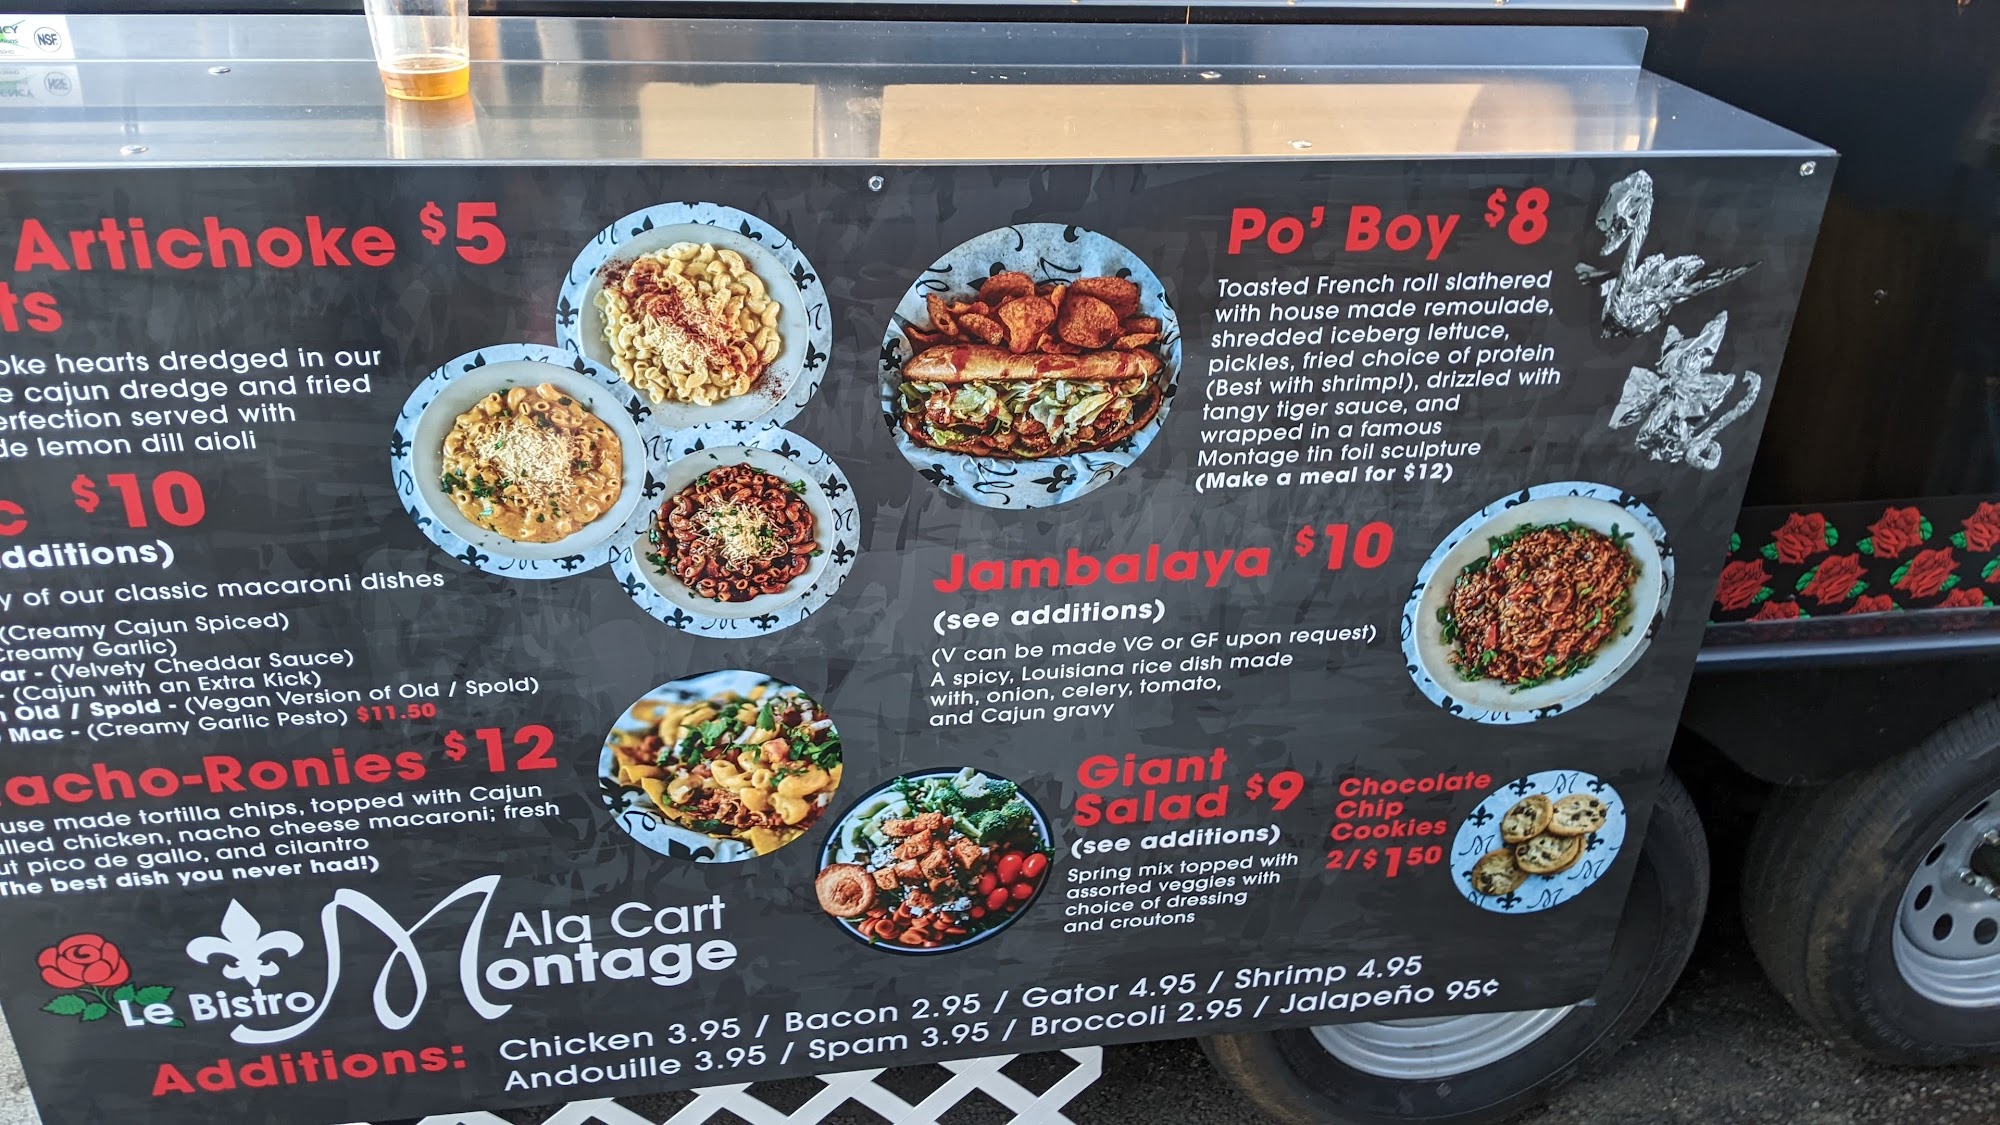 NSF
Artichoke $5
ts
oke hearts dredged in our
e cajun dredge and fried
erfection served with
de lemon dill aioli
c $10
dditions)
y of our classic macaroni dishes
(Creamy Cajun Spiced)
Creamy Garlic)
ar - (Velvety Cheddar Sauce)
- (Cajun with an Extra Kick)
Old / Spold - (Vegan Version of Old / Spold)
Mac - (Creamy Garlic Pesto) $11.50
acho-Ronies $12
use made tortilla chips, topped with Cajun
lled chicken, nacho cheese macaroni; fresh
ut pico de gallo, and cilantro
The best dish you never had!)
Po' Boy $8
Toasted French roll slathered
with house made remoulade,
shredded iceberg lettuce,
pickles, fried choice of protein
(Best with shrimp!), drizzled with
tangy tiger sauce, and
wrapped in a famous
Montage tin foil sculpture
(Make a meal for $12)
Jambalaya $10
(see additions)
(V can be made VG or GF upon request)
A spicy, Louisiana rice dish made
with, onion, celery, tomato,
and Cajun gravy
Giant
Salad $9
(see additions)
Spring mix topped with
assorted veggies with
choice of dressing
and croutons
Chocolate
Chip
Cookies
2/$1 50
Le Bistro Montage
Ala Cart
Additions: Chicken 3.95 / Bacon 2.95 / Gator 4.95 / Shrimp 4.95
Andouille 3.95 / Spam 3.95 / Broccoli 2.95 / Jalapeño 95¢